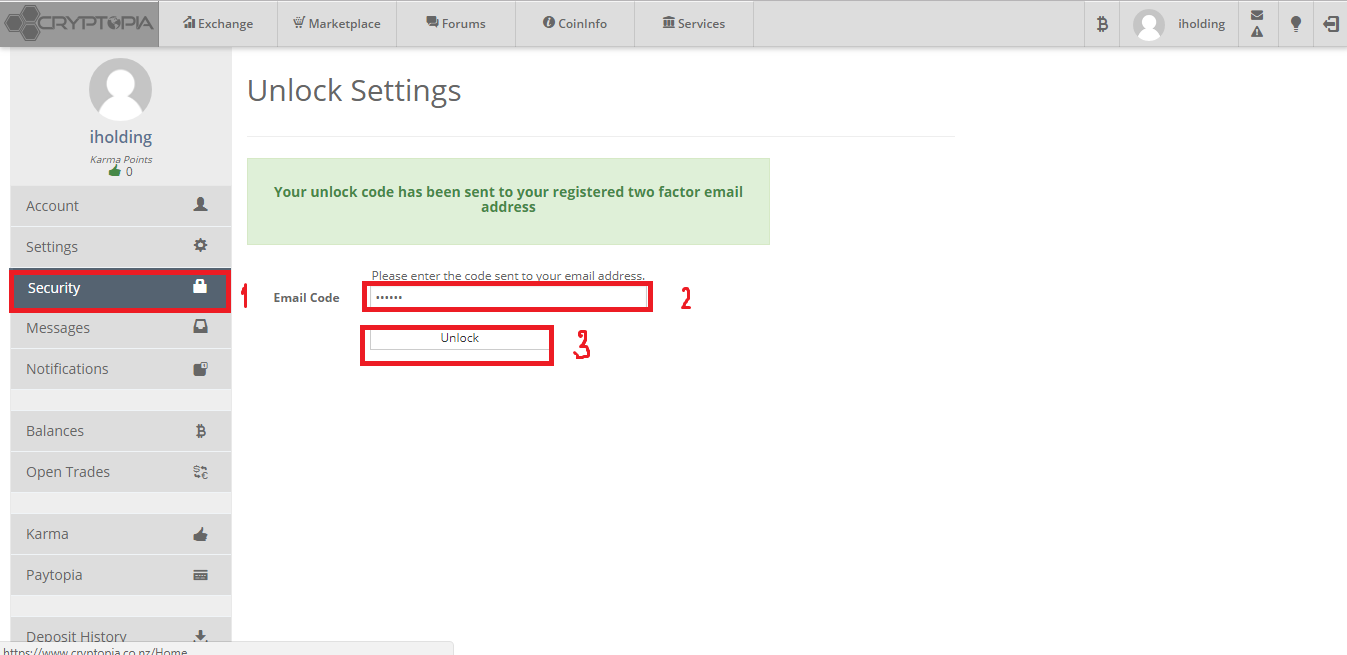 CRYPTOPIA
Exchange
Marketplace
Forums
CoinInfo
Services
iholding
iholding
Karma Points
0
Account
Settings
Security
Messages
Notifications
Balances
Open Trades
Karma
Paytopia
Deposit History
Unlock Settings
Your unlock code has been sent to your registered two factor email
address
Please enter the code sent to your email address.
Email Code
••••••
Unlock
1
2
3
https://www.cryptopia.co.nz/Home